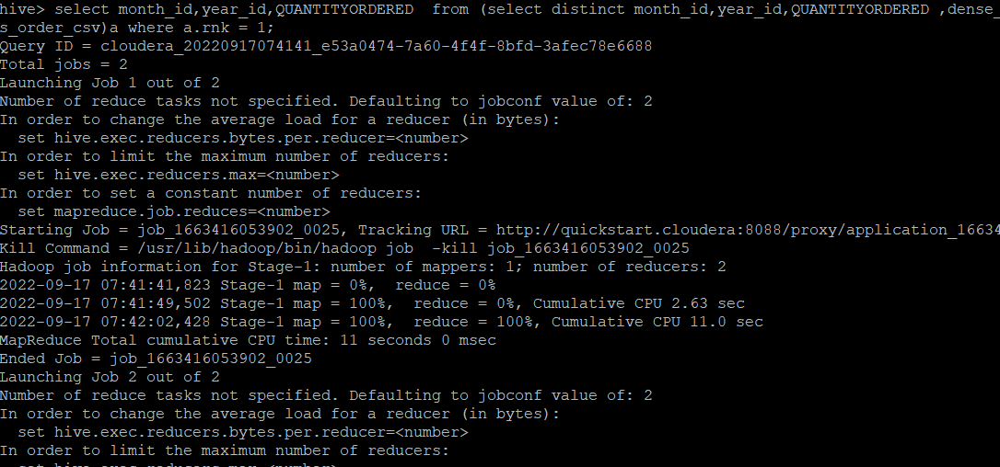 hive> select month_id,year_id,QUANTITYORDERED  from (select distinct month_id,year_id,QUANTITYORDERED ,dense_
s_order_csv)a where a.rnk = 1;
Query ID = cloudera_20220917074141_e53a0474-7a60-4f4f-8bfd-3afec78e6688
Total jobs = 2
Launching Job 1 out of 2
Number of reduce tasks not specified. Defaulting to jobconf value of: 2
In order to change the average load for a reducer (in bytes):
  set hive.exec.reducers.bytes.per.reducer=<number>
In order to limit the maximum number of reducers:
  set hive.exec.reducers.max=<number>
In order to set a constant number of reducers:
  set mapreduce.job.reduces=<number>
Starting Job = job_1663416053902_0025, Tracking URL = http://quickstart.cloudera:8088/proxy/application_16634
Kill Command = /usr/lib/hadoop/bin/hadoop job  -kill job_1663416053902_0025
Hadoop job information for Stage-1: number of mappers: 1; number of reducers: 2
2022-09-17 07:41:41,823 Stage-1 map = 0%,  reduce = 0%
2022-09-17 07:41:49,502 Stage-1 map = 100%,  reduce = 0%, Cumulative CPU 2.63 sec
2022-09-17 07:42:02,428 Stage-1 map = 100%,  reduce = 100%, Cumulative CPU 11.0 sec
MapReduce Total cumulative CPU time: 11 seconds 0 msec
Ended Job = job_1663416053902_0025
Launching Job 2 out of 2
Number of reduce tasks not specified. Defaulting to jobconf value of: 2
In order to change the average load for a reducer (in bytes):
  set hive.exec.reducers.bytes.per.reducer=<number>
In order to limit the maximum number of reducers:
  set hive.exec.reducers.max=<number>